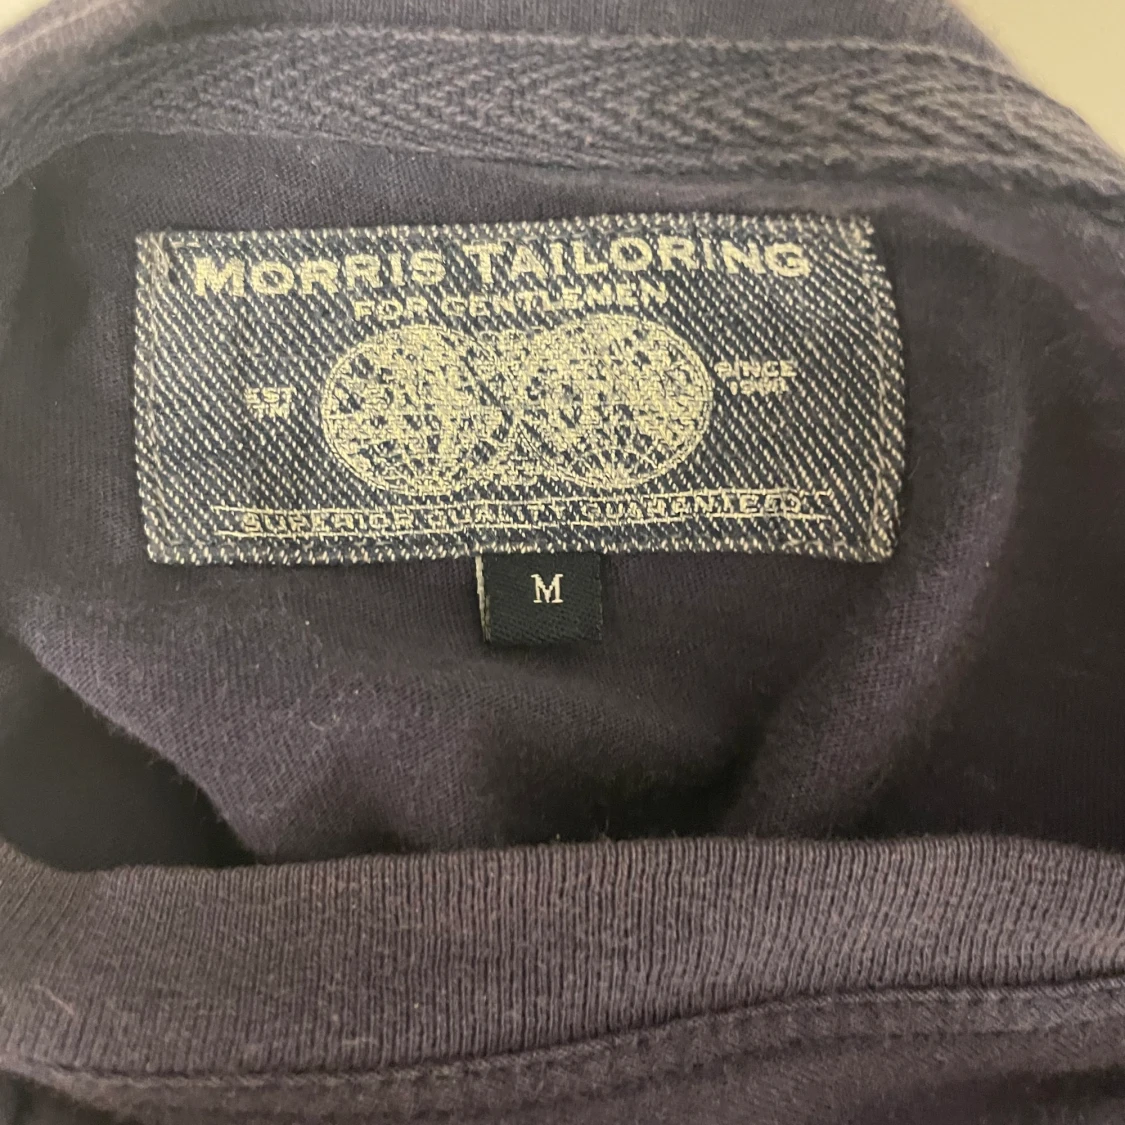 MORRIS TAILORING
FOR GENTLEMEN
EST
SINCE
SUPERIOR QUALITY GUARANTEED
M